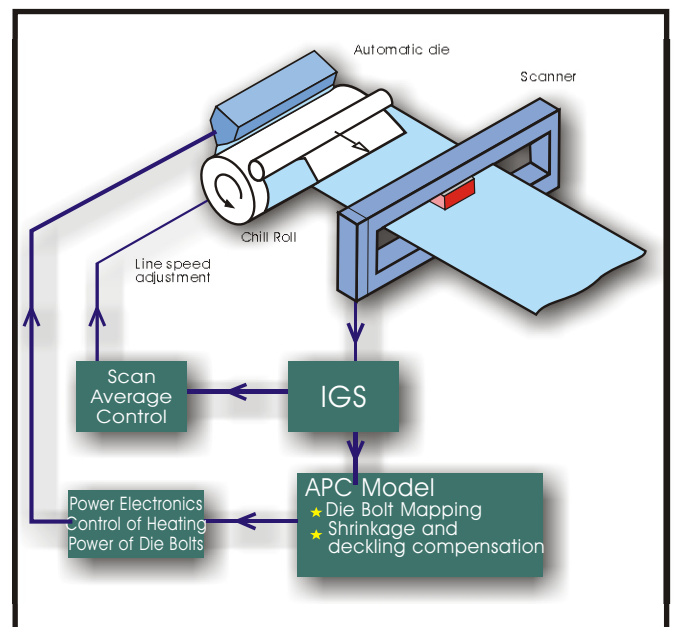 Automatic die
Scanner
Chill Roll
Line speed
adjustment
Scan
Average
Control
IGS
APC Model
Die Bolt Mapping
Shrinkage and
deckling compensation
Power Electronics
Control of Heating
Power of Die Bolts